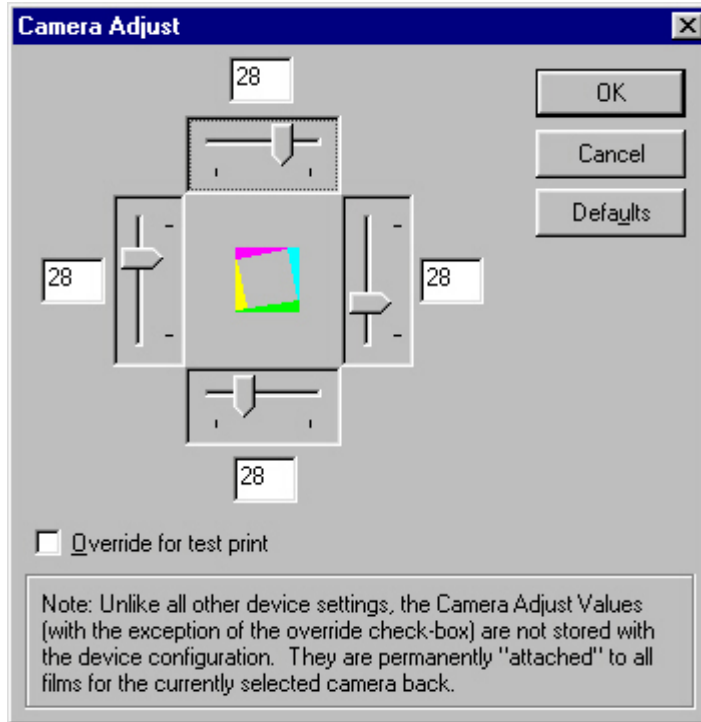 Camera Adjust
28
OK
Cancel
Defaults
28
28
28
Override for test print
Note: Unlike all other device settings, the Camera Adjust Values
(with the exception of the override check-box) are not stored with
the device configuration.  They are permanently "attached" to all
films for the currently selected camera back.